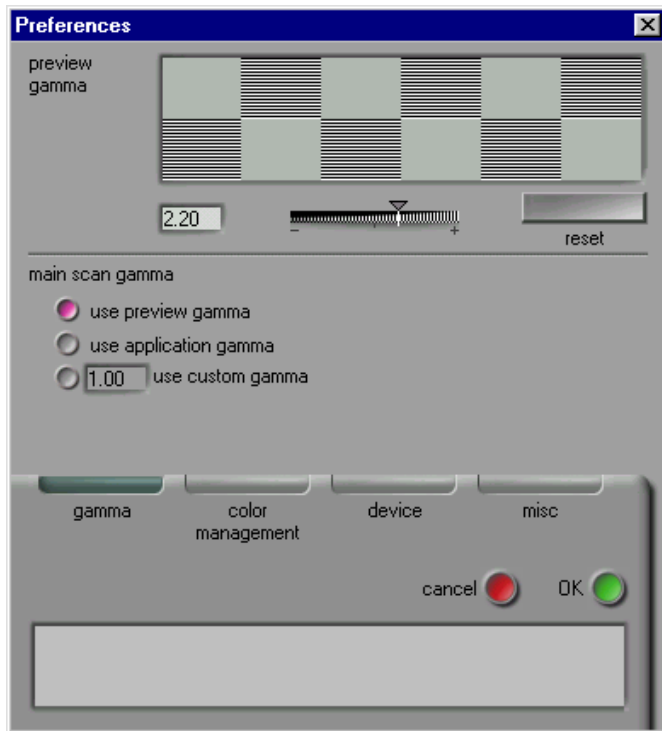 Preferences
preview
gamma
2.20
- +
reset
main scan gamma
use preview gamma
use application gamma
1.00 use custom gamma
gamma color management device misc
cancel OK